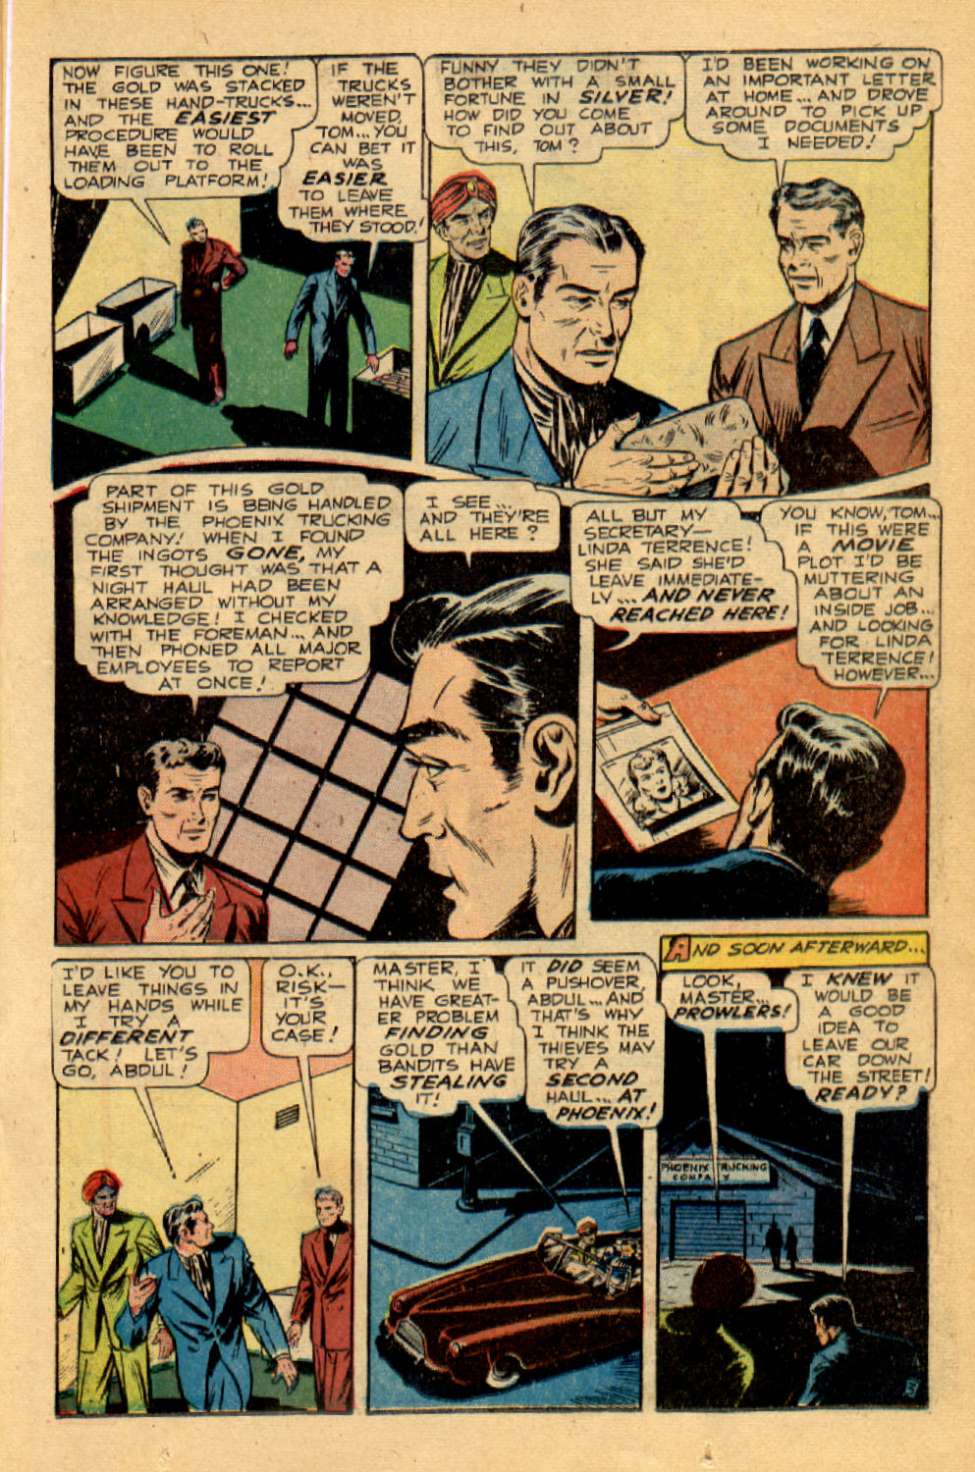 NOW FIGURE THIS ONE!
THE GOLD WAS STACKED
IN THESE HAND-TRUCKS...
AND THE EASIEST
PROCEDURE WOULD
HAVE BEEN TO ROLL
THEM OUT TO THE
LOADING PLATFORM!
IF THE
TRUCKS
WEREN'T
MOVED,
TOM...YOU
CAN BET IT
WAS
EASIER
TO LEAVE
THEM WHERE
THEY STOOD!
FUNNY THEY DIDN'T
BOTHER WITH A SMALL
FORTUNE IN SILVER!
HOW DID YOU COME
TO FIND OUT ABOUT
THIS, TOM?
I'D BEEN WORKING ON
AN IMPORTANT LETTER
AT HOME... AND DROVE
AROUND TO PICK UP
SOME DOCUMENTS
I NEEDED!
PART OF THIS GOLD
SHIPMENT IS BEING HANDLED
BY THE PHOENIX TRUCKING
COMPANY! WHEN I FOUND
THE INGOTS GONE, MY
FIRST THOUGHT WAS THAT A
NIGHT HAUL HAD BEEN
ARRANGED WITHOUT MY
KNOWLEDGE! I CHECKED
WITH THE FOREMAN... AND
THEN PHONED ALL MAJOR
EMPLOYEES TO REPORT
AT ONCE!
I SEE...
AND THEY'RE
ALL HERE?
ALL BUT MY
SECRETARY—
LINDA TERRENCE!
SHE SAID SHE'D
LEAVE IMMEDIATE-
LY... AND NEVER
REACHED HERE!
YOU KNOW, TOM...
IF THIS WERE
A MOVIE
PLOT I'D BE
MUTTERING
ABOUT AN
INSIDE JOB...
AND LOOKING
FOR LINDA
TERRENCE!
HOWEVER...
I'D LIKE YOU TO
LEAVE THINGS IN
MY HANDS WHILE
I TRY A
DIFFERENT
TACK! LET'S
GO, ABDUL!
O.K.,
RISK—
IT'S
YOUR
CASE!
MASTER, I
THINK WE
HAVE GREAT-
ER PROBLEM
FINDING
GOLD THAN
BANDITS HAVE
STEALING
IT!
IT DID SEEM
A PUSHOVER,
ABDUL...AND
THAT'S WHY
I THINK THE
THIEVES MAY
TRY A
SECOND
HAUL... AT
PHOENIX!
AND SOON AFTERWARD...
LOOK,
MASTER...
PROWLERS!
I KNEW IT
WOULD BE
A GOOD
IDEA TO
LEAVE OUR
CAR DOWN
THE STREET!
READY?
PHOENIX TRUCKING
COMPANY
3